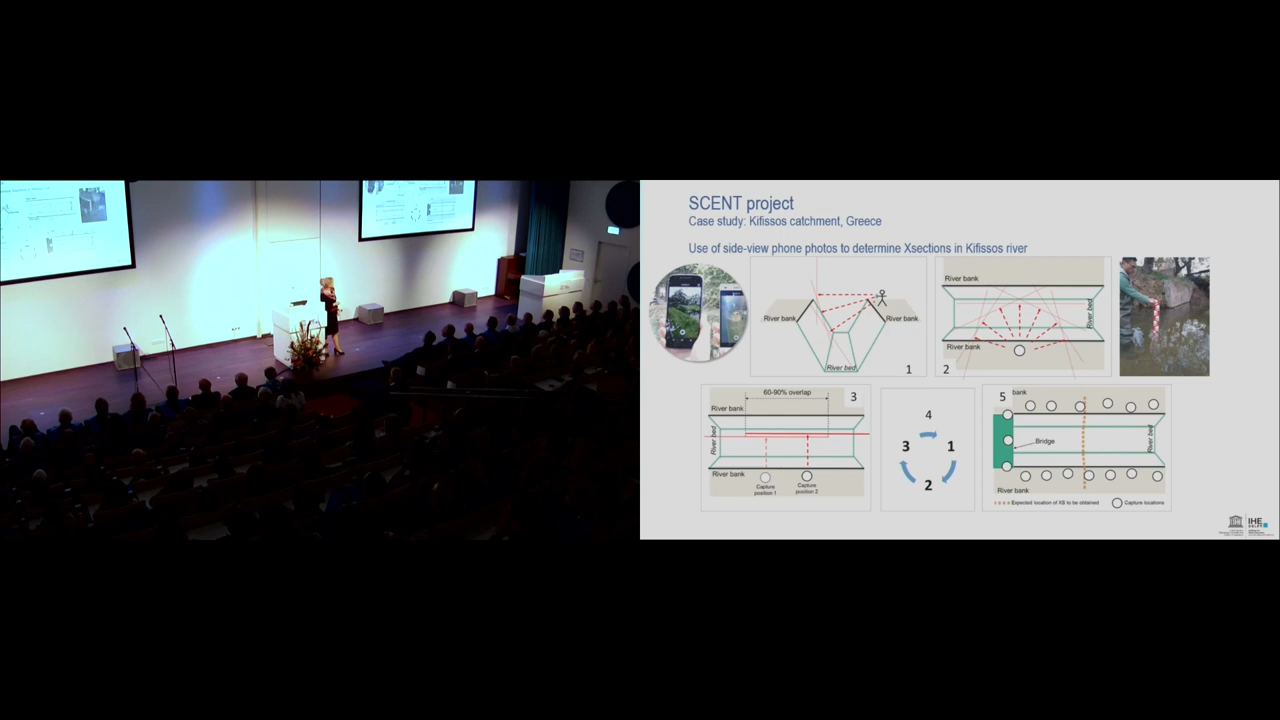 SCENT project
Case study: Kifissos catchment, Greece
Use of side-view phone photos to determine Xsections in Kifissos river
River bank
River bank
River bed
1
River bank
River bed
River bank
2
60-90% overlap
3
River bank
River bed
River bank
Capture
position 1
Capture
position 2
4
3
1
2
5
bank
River bed
Bridge
River bank
Expected location of XS to be obtained
Capture locations
IHE
DELFT